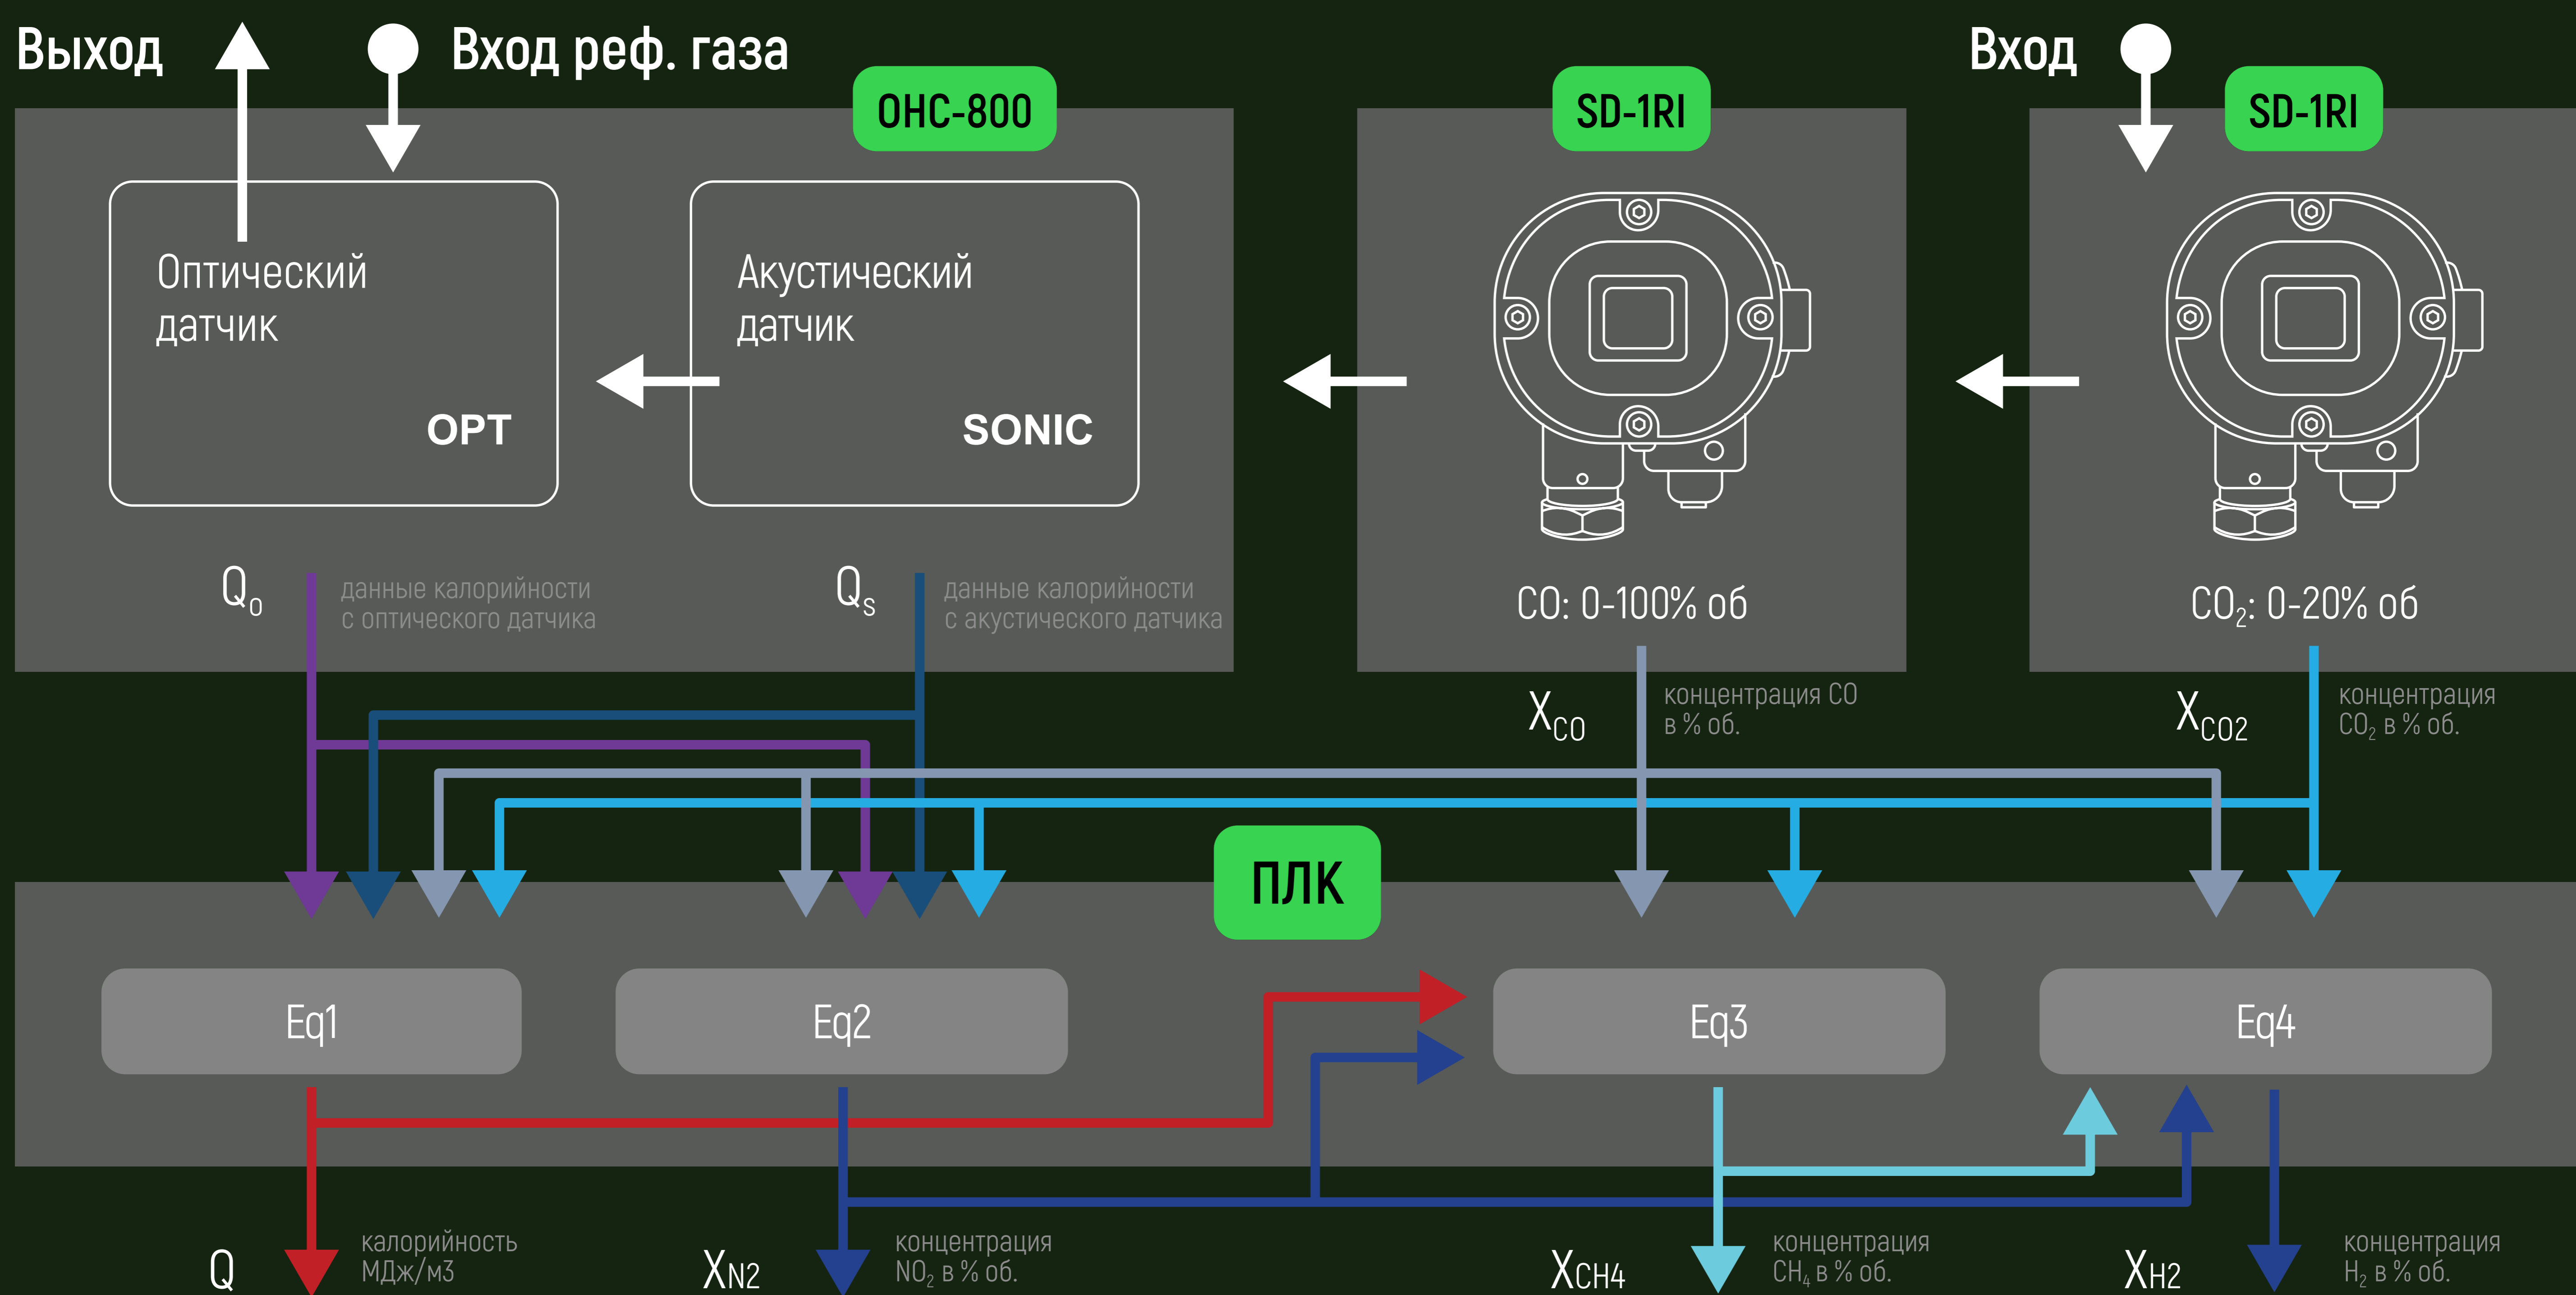 Выход
Вход реф. газа
Вход
OHC-800
SD-1RI
SD-1RI
Оптический
датчик
OPT
Акустический
датчик
SONIC
Qo
данные калорийности
с оптического датчика
Qs
данные калорийности
с акустического датчика
CO: 0-100% об
CO₂: 0-20% об
XCO
концентрация CO
в % об.
XCO2
концентрация
CO₂ в % об.
ПЛК
Eq1
Eq2
Eq3
Eq4
Q
калорийность
МДж/м3
XN2
концентрация
NO₂ в % об.
XCH4
концентрация
CH₄ в % об.
XH2
концентрация
H₂ в % об.